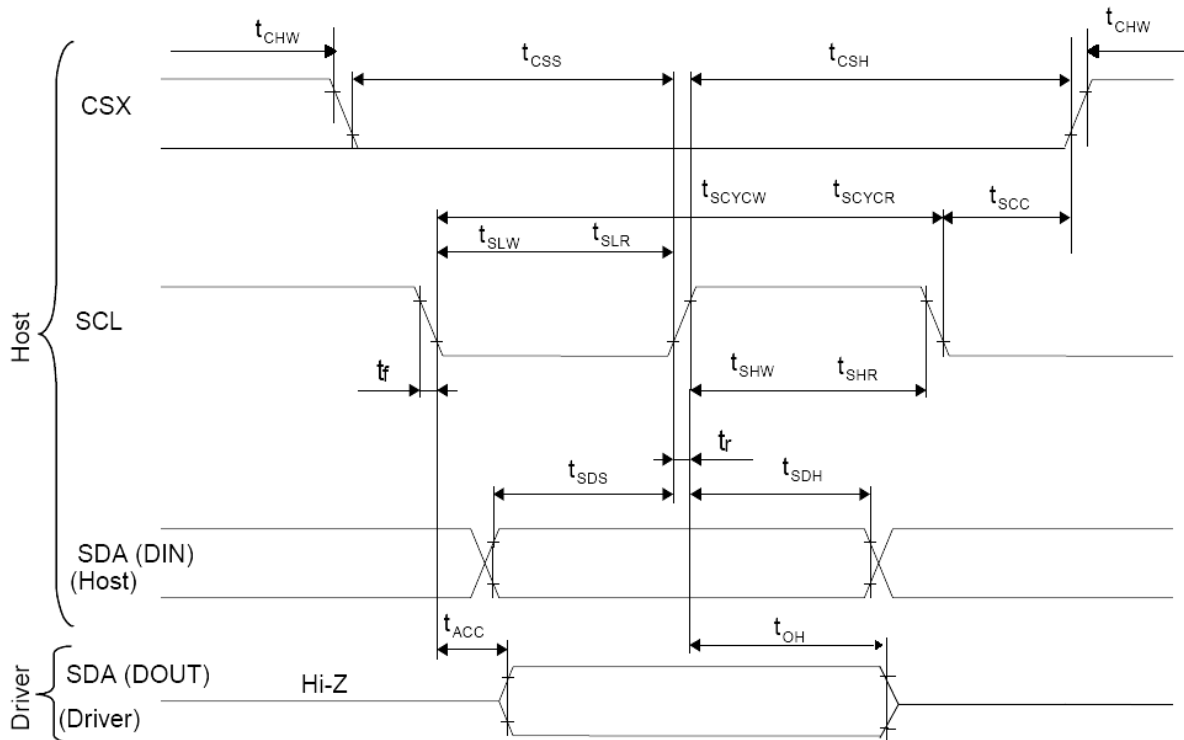 tCHW
tCHW
tCSS
tCSH
CSX
tSCYCW
tSCYCR
tSCC
tSLW
tSLR
Host
SCL
tf
tSHW
tSHR
tr
tSDS
tSDH
SDA (DIN)
(Host)
tACC
tOH
Driver
SDA (DOUT)
Hi-Z
(Driver)